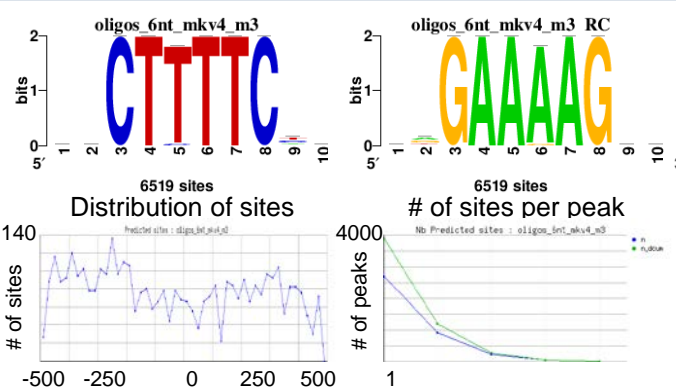 oligos_6nt_mkv4_m3
2
bits
1
0
CTTTTC
5′
1 2 3 4 5 6 7 8 9 10
6519 sites
oligos_6nt_mkv4_m3 RC
2
bits
1
0
GAAAAG
5′
1 2 3 4 5 6 7 8 9 10
6519 sites
Distribution of sites
Predicted sites : oligos_6nt_mkv4_m3
140
# of sites
-500 -250 0 250 500
# of sites per peak
Nb Predicted sites : oligos_6nt_mkv4_m3
4000
# of peaks
1
n
n_dcum